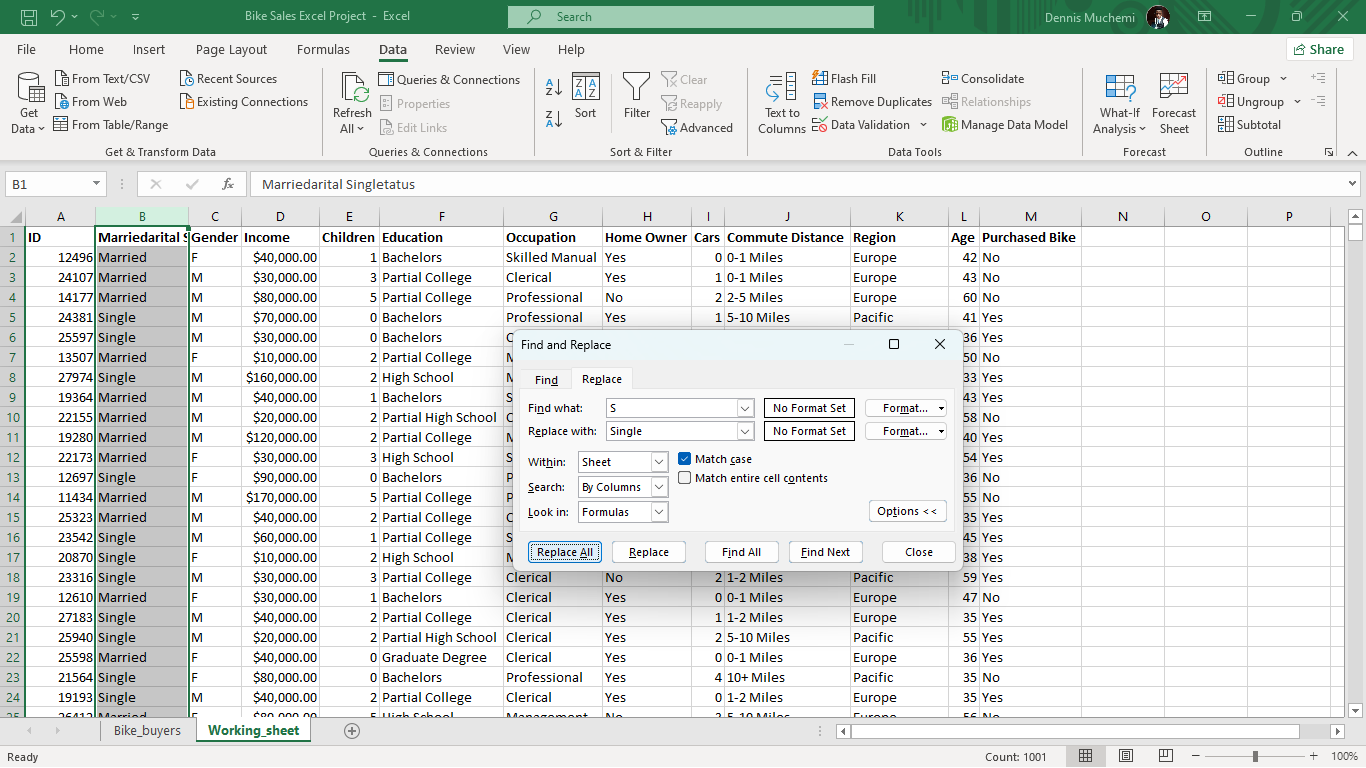 Bike Sales Excel Project - Excel
Search
Dennis Muchemi
File Home Insert Page Layout Formulas Data Review View Help
Share
Get Data
From Text/CSV
From Web
From Table/Range
Recent Sources
Existing Connections
Get & Transform Data
Refresh All
Queries & Connections
Properties
Edit Links
Queries & Connections
Sort
Filter
Clear
Reapply
Advanced
Sort & Filter
Text to Columns
Flash Fill
Remove Duplicates
Data Validation
Consolidate
Relationships
Manage Data Model
Data Tools
What-If Analysis
Forecast Sheet
Forecast
Group
Ungroup
Subtotal
Outline
B1
fx
Marriedarital Singletatus
A B C D E F G H I J K L M N O P
1 ID Marriedarital S Gender Income Children Education Occupation Home Owner Cars Commute Distance Region Age Purchased Bike
2 12496 Married F $40,000.00 1 Bachelors Skilled Manual Yes 0 0-1 Miles Europe 42 No
3 24107 Married M $30,000.00 3 Partial College Clerical Yes 1 0-1 Miles Europe 43 No
4 14177 Married M $80,000.00 5 Partial College Professional No 2 2-5 Miles Europe 60 No
5 24381 Single M $70,000.00 0 Bachelors Professional Yes 1 5-10 Miles Pacific 41 Yes
6 25597 Single M $30,000.00 0 Bachelors 36 Yes
7 13507 Married F $10,000.00 2 Partial College 50 No
8 27974 Single M $160,000.00 2 High School 33 Yes
9 19364 Married M $40,000.00 1 Bachelors 43 Yes
10 22155 Married M $20,000.00 2 Partial High School 58 No
11 19280 Married M $120,000.00 2 Partial College 40 Yes
12 22173 Married F $30,000.00 3 High School 54 Yes
13 12697 Single F $90,000.00 0 Bachelors 36 No
14 11434 Married M $170,000.00 5 Partial College 55 No
15 25323 Married M $40,000.00 2 Partial College 35 Yes
16 23542 Single M $60,000.00 1 Partial College 45 Yes
17 20870 Single F $10,000.00 2 High School 38 Yes
18 23316 Single M $30,000.00 3 Partial College Clerical No 2 1-2 Miles Pacific 59 Yes
19 12610 Married F $30,000.00 1 Bachelors Clerical Yes 0 0-1 Miles Europe 47 No
20 27183 Single M $40,000.00 2 Partial College Clerical Yes 1 1-2 Miles Europe 35 Yes
21 25940 Single M $20,000.00 2 Partial High School Clerical Yes 2 5-10 Miles Pacific 55 Yes
22 25598 Married F $40,000.00 0 Graduate Degree Clerical Yes 0 0-1 Miles Europe 36 Yes
23 21564 Single F $80,000.00 0 Bachelors Professional Yes 4 10+ Miles Pacific 35 No
24 19193 Single M $40,000.00 2 Partial College Clerical Yes 0 1-2 Miles Europe 35 Yes
Find and Replace
Find Replace
Find what: S No Format Set Format...
Replace with: Single No Format Set Format...
Within: Sheet Match case
Search: By Columns Match entire cell contents
Look in: Formulas Options <<
Replace All Replace Find All Find Next Close
Bike_buyers Working_sheet
Ready
Count: 1001
100%